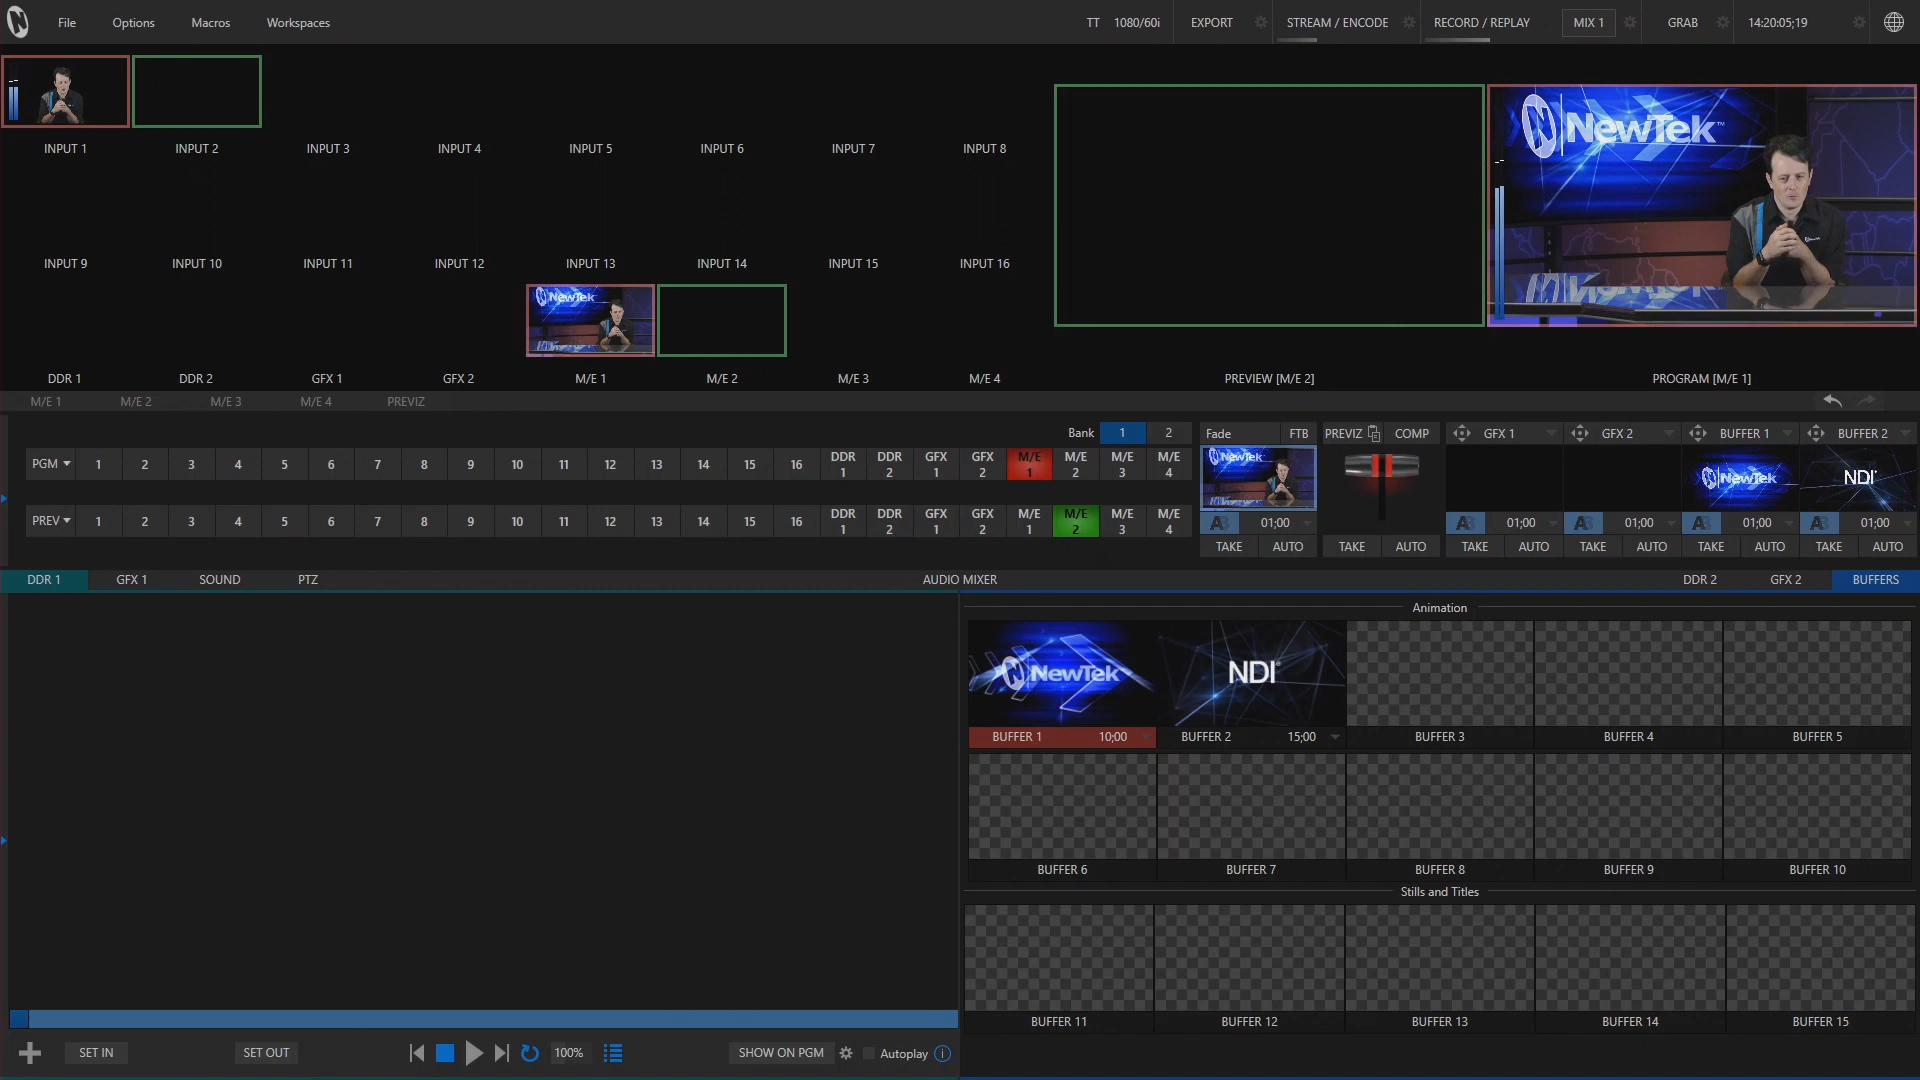 File Options Macros Workspaces TT 1080/60i EXPORT STREAM / ENCODE RECORD / REPLAY MIX 1 GRAB 14:20:05;19
NewTek™
INPUT 1 INPUT 2 INPUT 3 INPUT 4 INPUT 5 INPUT 6 INPUT 7 INPUT 8
INPUT 9 INPUT 10 INPUT 11 INPUT 12 INPUT 13 INPUT 14 INPUT 15 INPUT 16
NewTek
DDR 1 DDR 2 GFX 1 GFX 2 M/E 1 M/E 2 M/E 3 M/E 4 PREVIEW [M/E 2] PROGRAM [M/E 1]
M/E 1 M/E 2 M/E 3 M/E 4 PREVIZ
Bank 1 2 Fade FTB PREVIZ COMP GFX 1 GFX 2 BUFFER 1 BUFFER 2
PGM 1 2 3 4 5 6 7 8 9 10 11 12 13 14 15 16 DDR 1 DDR 2 GFX 1 GFX 2 M/E 1 M/E 2 M/E 3 M/E 4
NewTek NewTek NDI
PREV 1 2 3 4 5 6 7 8 9 10 11 12 13 14 15 16 DDR 1 DDR 2 GFX 1 GFX 2 M/E 1 M/E 2 M/E 3 M/E 4
AB 01;00 AB 01;00 AB 01;00 AB 01;00 AB 01;00
TAKE AUTO TAKE AUTO TAKE AUTO TAKE AUTO TAKE AUTO TAKE AUTO
DDR 1 GFX 1 SOUND PTZ AUDIO MIXER DDR 2 GFX 2 BUFFERS
Animation
NewTek NDI®
BUFFER 1 10;00 BUFFER 2 15;00 BUFFER 3 BUFFER 4 BUFFER 5
BUFFER 6 BUFFER 7 BUFFER 8 BUFFER 9 BUFFER 10
Stills and Titles
BUFFER 11 BUFFER 12 BUFFER 13 BUFFER 14 BUFFER 15
SET IN SET OUT 100% SHOW ON PGM Autoplay i